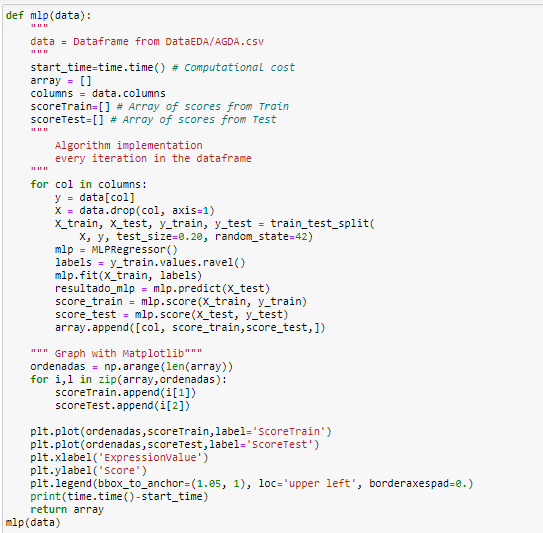 def mlp(data):
    """
    data = Dataframe from DataEDA/AGDA.csv
    """
    start_time=time.time() # Computational cost
    array = []
    columns = data.columns
    scoreTrain=[] # Array of scores from Train
    scoreTest=[] # Array of scores from Test
    """
        Algorithm implementation
        every iteration in the dataframe
    """
    for col in columns:
        y = data[col]
        X = data.drop(col, axis=1)
        X_train, X_test, y_train, y_test = train_test_split(
            X, y, test_size=0.20, random_state=42)
        mlp = MLPRegressor()
        labels = y_train.values.ravel()
        mlp.fit(X_train, labels)
        resultado_mlp = mlp.predict(X_test)
        score_train = mlp.score(X_train, y_train)
        score_test = mlp.score(X_test, y_test)
        array.append([col, score_train,score_test,])

    """ Graph with Matplotlib"""
    ordenadas = np.arange(len(array))
    for i,l in zip(array,ordenadas):
        scoreTrain.append(i[1])
        scoreTest.append(i[2])

    plt.plot(ordenadas,scoreTrain,label='ScoreTrain')
    plt.plot(ordenadas,scoreTest,label='ScoreTest')
    plt.xlabel('ExpressionValue')
    plt.ylabel('Score')
    plt.legend(bbox_to_anchor=(1.05, 1), loc='upper left', borderaxespad=0.)
    print(time.time()-start_time)
    return array
mlp(data)